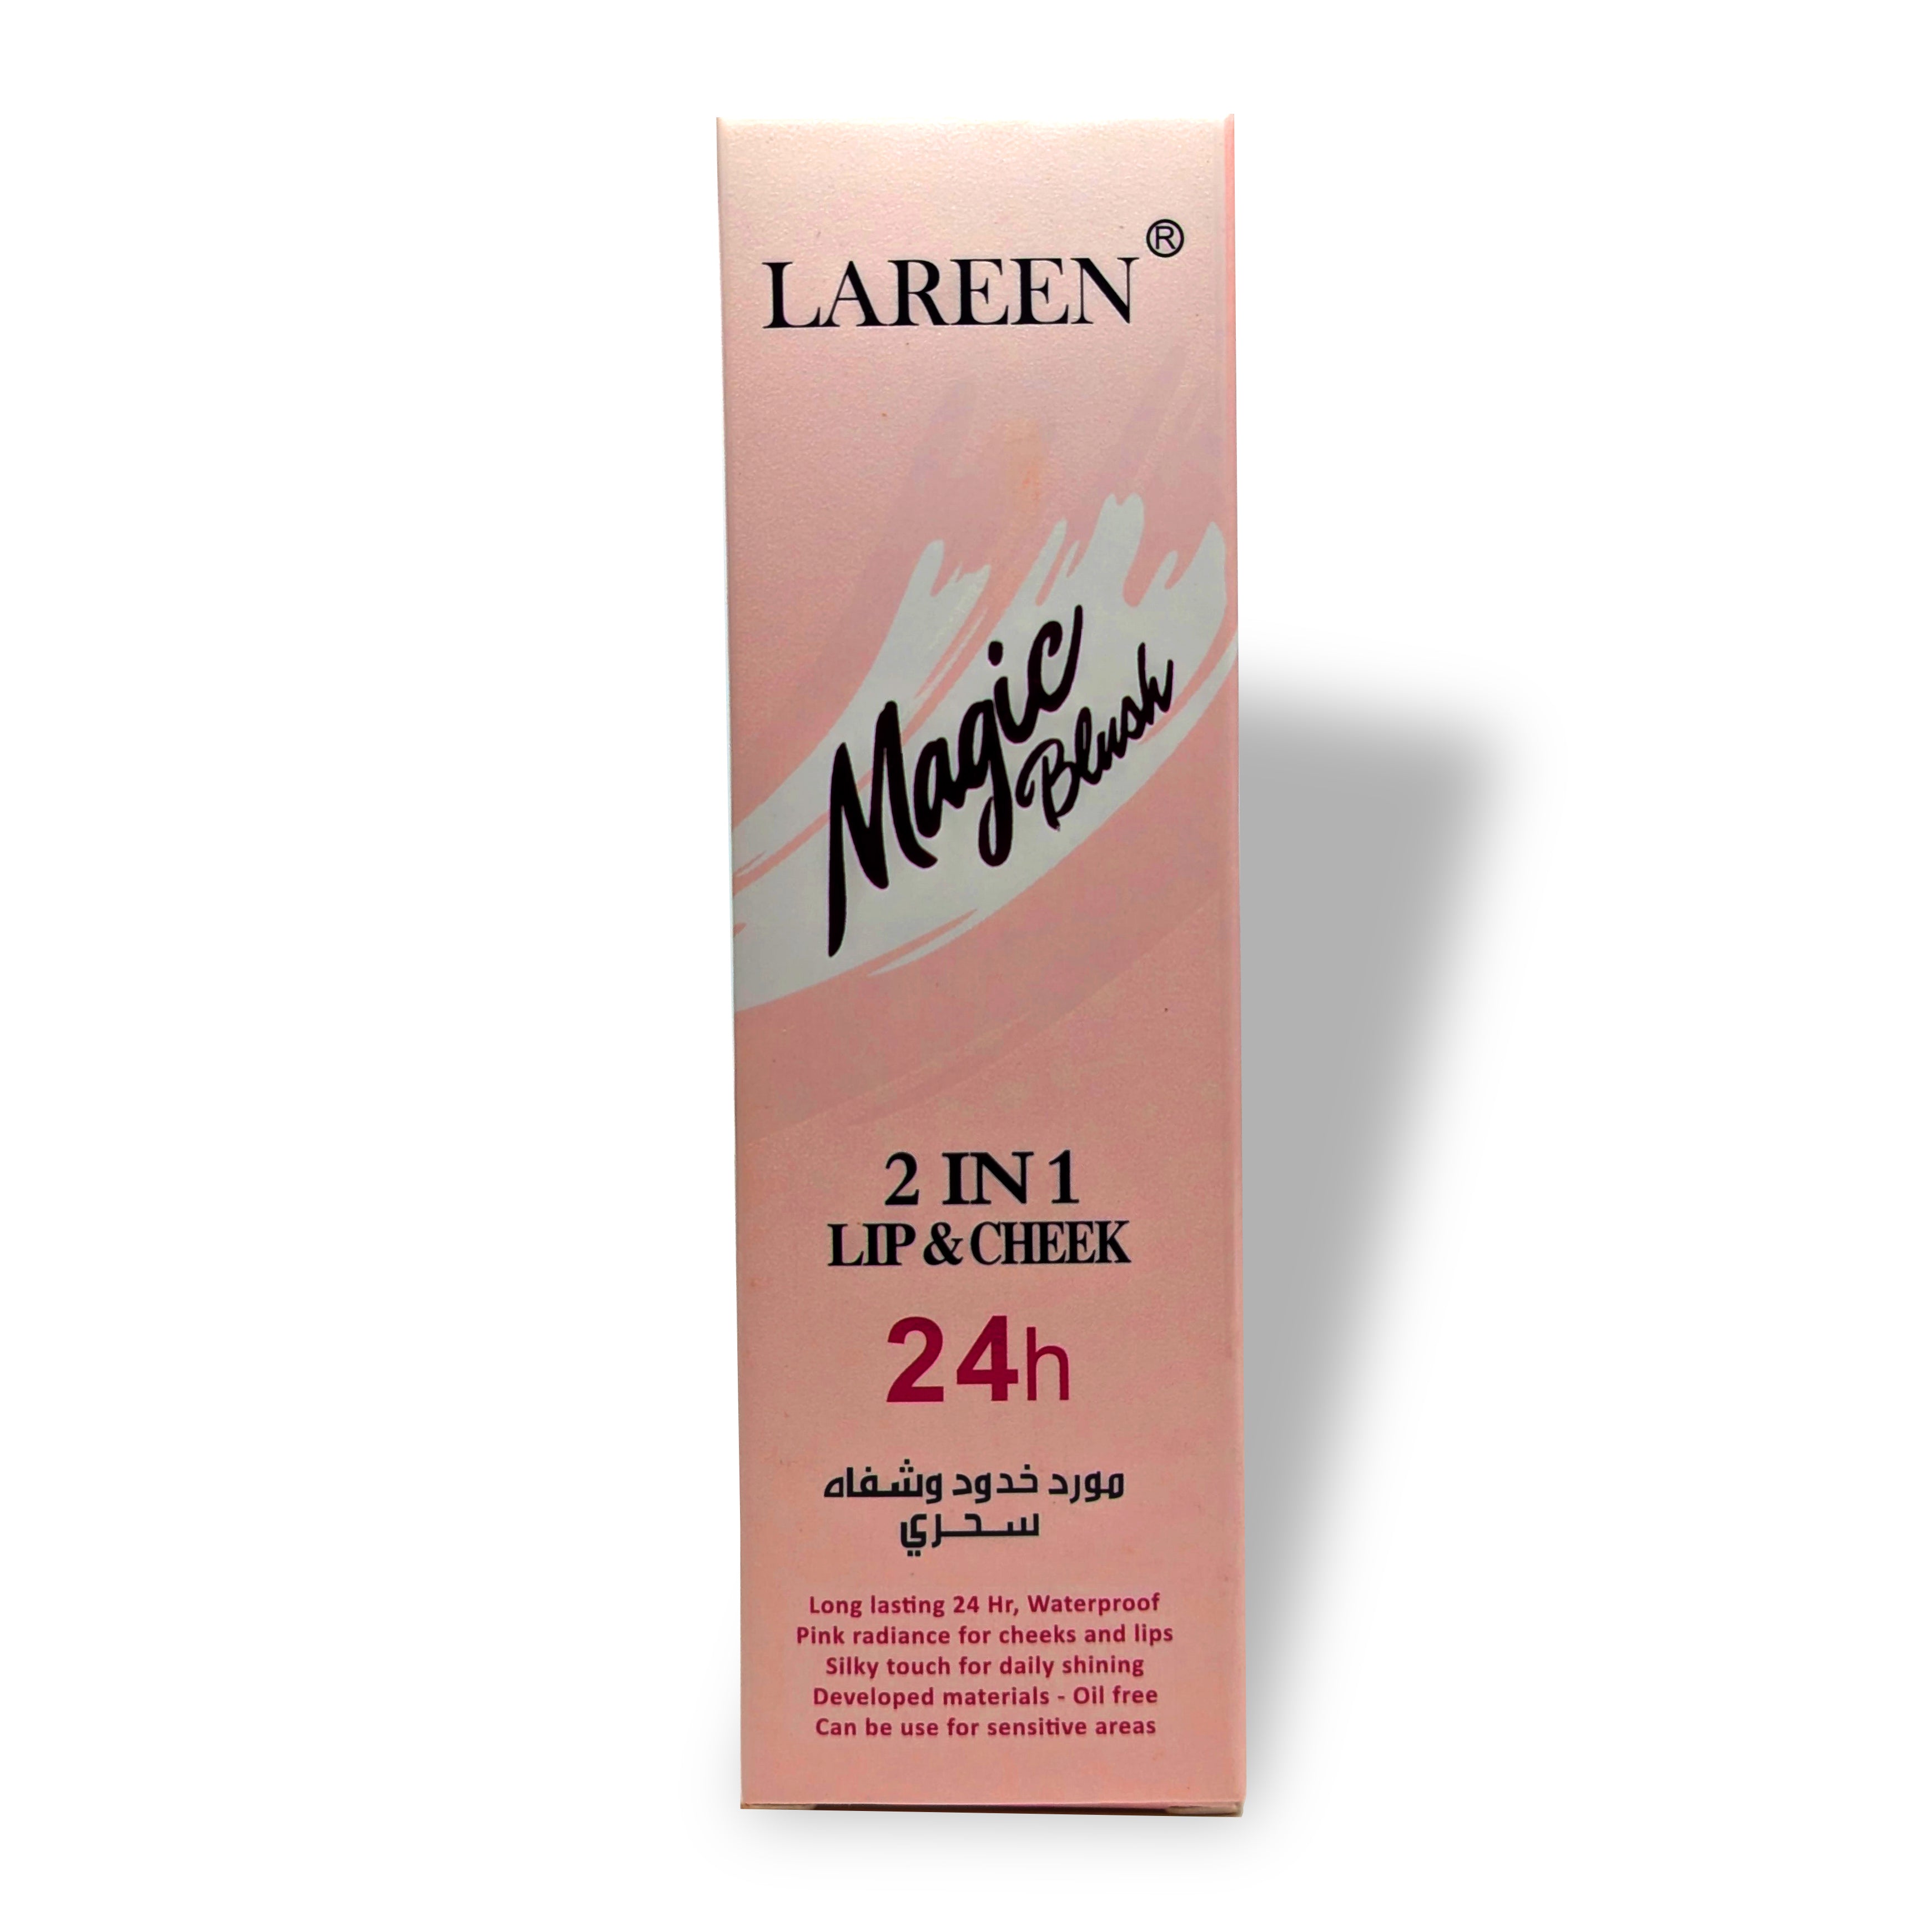 LAREEN®
Magic
Blush
2 IN 1
LIP & CHEEK
24h
مورد خدود وشفاه
سحري
Long lasting 24 Hr, Waterproof
Pink radiance for cheeks and lips
Silky touch for daily shining
Developed materials - Oil free
Can be use for sensitive areas